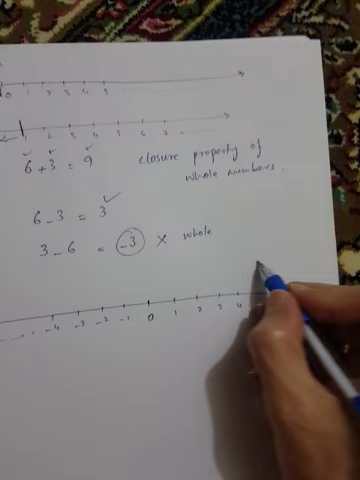 0 1 2 3 4 5
1 2 3 4 5 6 7
6 + 3 = 9 closure property of
whole numbers.
6 - 3 = 3
3 - 6 = -3 × whole
-4 -3 -2 -1 0 1 2 3 4